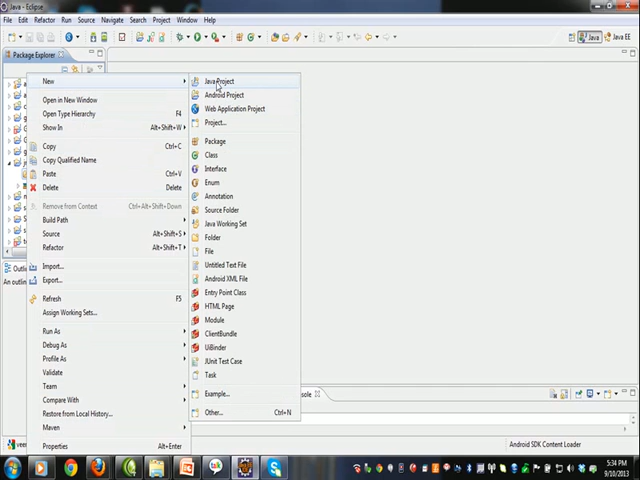 Java - Eclipse
File Edit Refactor Run Source Navigate Search Project Window Help
Java Java EE
Package Explorer
New
Open in New Window
Open Type Hierarchy F4
Show In Alt+Shift+W
Copy Ctrl+C
Copy Qualified Name
Paste Ctrl+V
Delete Delete
Remove from Context Ctrl+Alt+Shift+Down
Build Path
Source Alt+Shift+S
Refactor Alt+Shift+T
Import...
Export...
Refresh F5
Assign Working Sets...
Run As
Debug As
Profile As
Validate
Team
Compare With
Restore from Local History...
Maven
Properties Alt+Enter
Java Project
Android Project
Web Application Project
Project...
Package
Class
Interface
Enum
Annotation
Source Folder
Java Working Set
Folder
File
Untitled Text File
Android XML File
Entry Point Class
HTML Page
Module
ClientBundle
UiBinder
JUnit Test Case
Task
Example...
Other... Ctrl+N
Outli
An outli
sole
Android SDK Content Loader
5:34 PM
9/10/2013